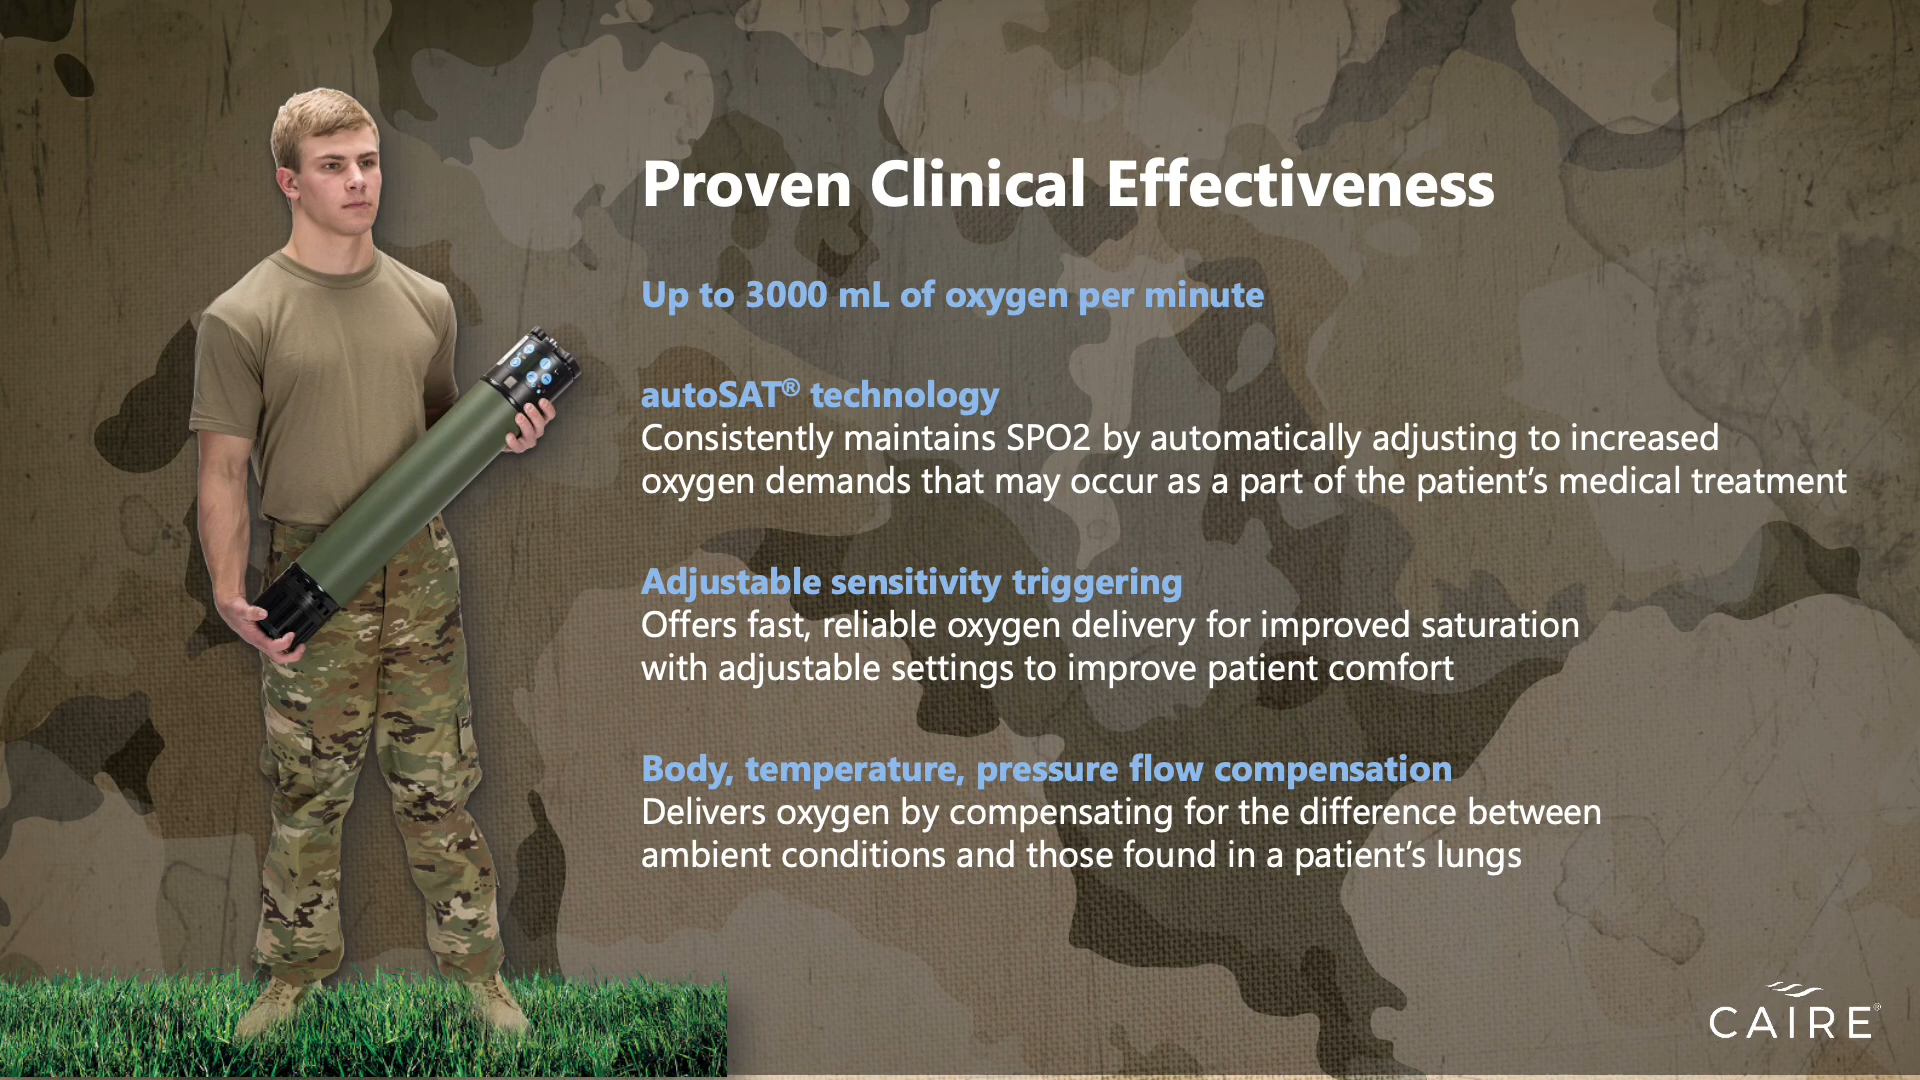 Proven Clinical Effectiveness
Up to 3000 mL of oxygen per minute
autoSAT® technology
Consistently maintains SPO2 by automatically adjusting to increased
oxygen demands that may occur as a part of the patient’s medical treatment
Adjustable sensitivity triggering
Offers fast, reliable oxygen delivery for improved saturation
with adjustable settings to improve patient comfort
Body, temperature, pressure flow compensation
Delivers oxygen by compensating for the difference between
ambient conditions and those found in a patient’s lungs
CAIRE®